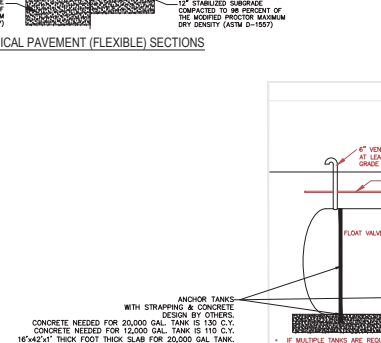 12" STABILIZED SUBGRADE
COMPACTED TO 98 PERCENT OF
THE MODIFIED PROCTOR MAXIMUM
DRY DENSITY (ASTM D-1557)
ICAL PAVEMENT (FLEXIBLE) SECTIONS
6" VEN
AT LEA
GRADE
FLOAT VALV
ANCHOR TANKS
WITH STRAPPING & CONCRETE
DESIGN BY OTHERS.
CONCRETE NEEDED FOR 20,000 GAL. TANK IS 130 C.Y.
CONCRETE NEEDED FOR 12,000 GAL. TANK IS 110 C.Y.
16'x42'x1' THICK FOOT THICK SLAB FOR 20,000 GAL. TANK.
* IF MULTIPLE TANKS ARE REQU